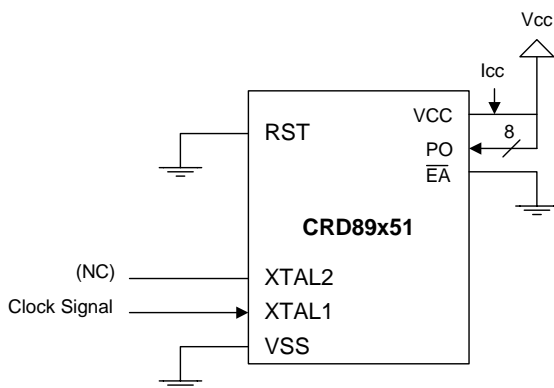 Vcc
Icc
VCC
8
RST
PO
EA
CRD89x51
(NC)
XTAL2
Clock Signal
XTAL1
VSS